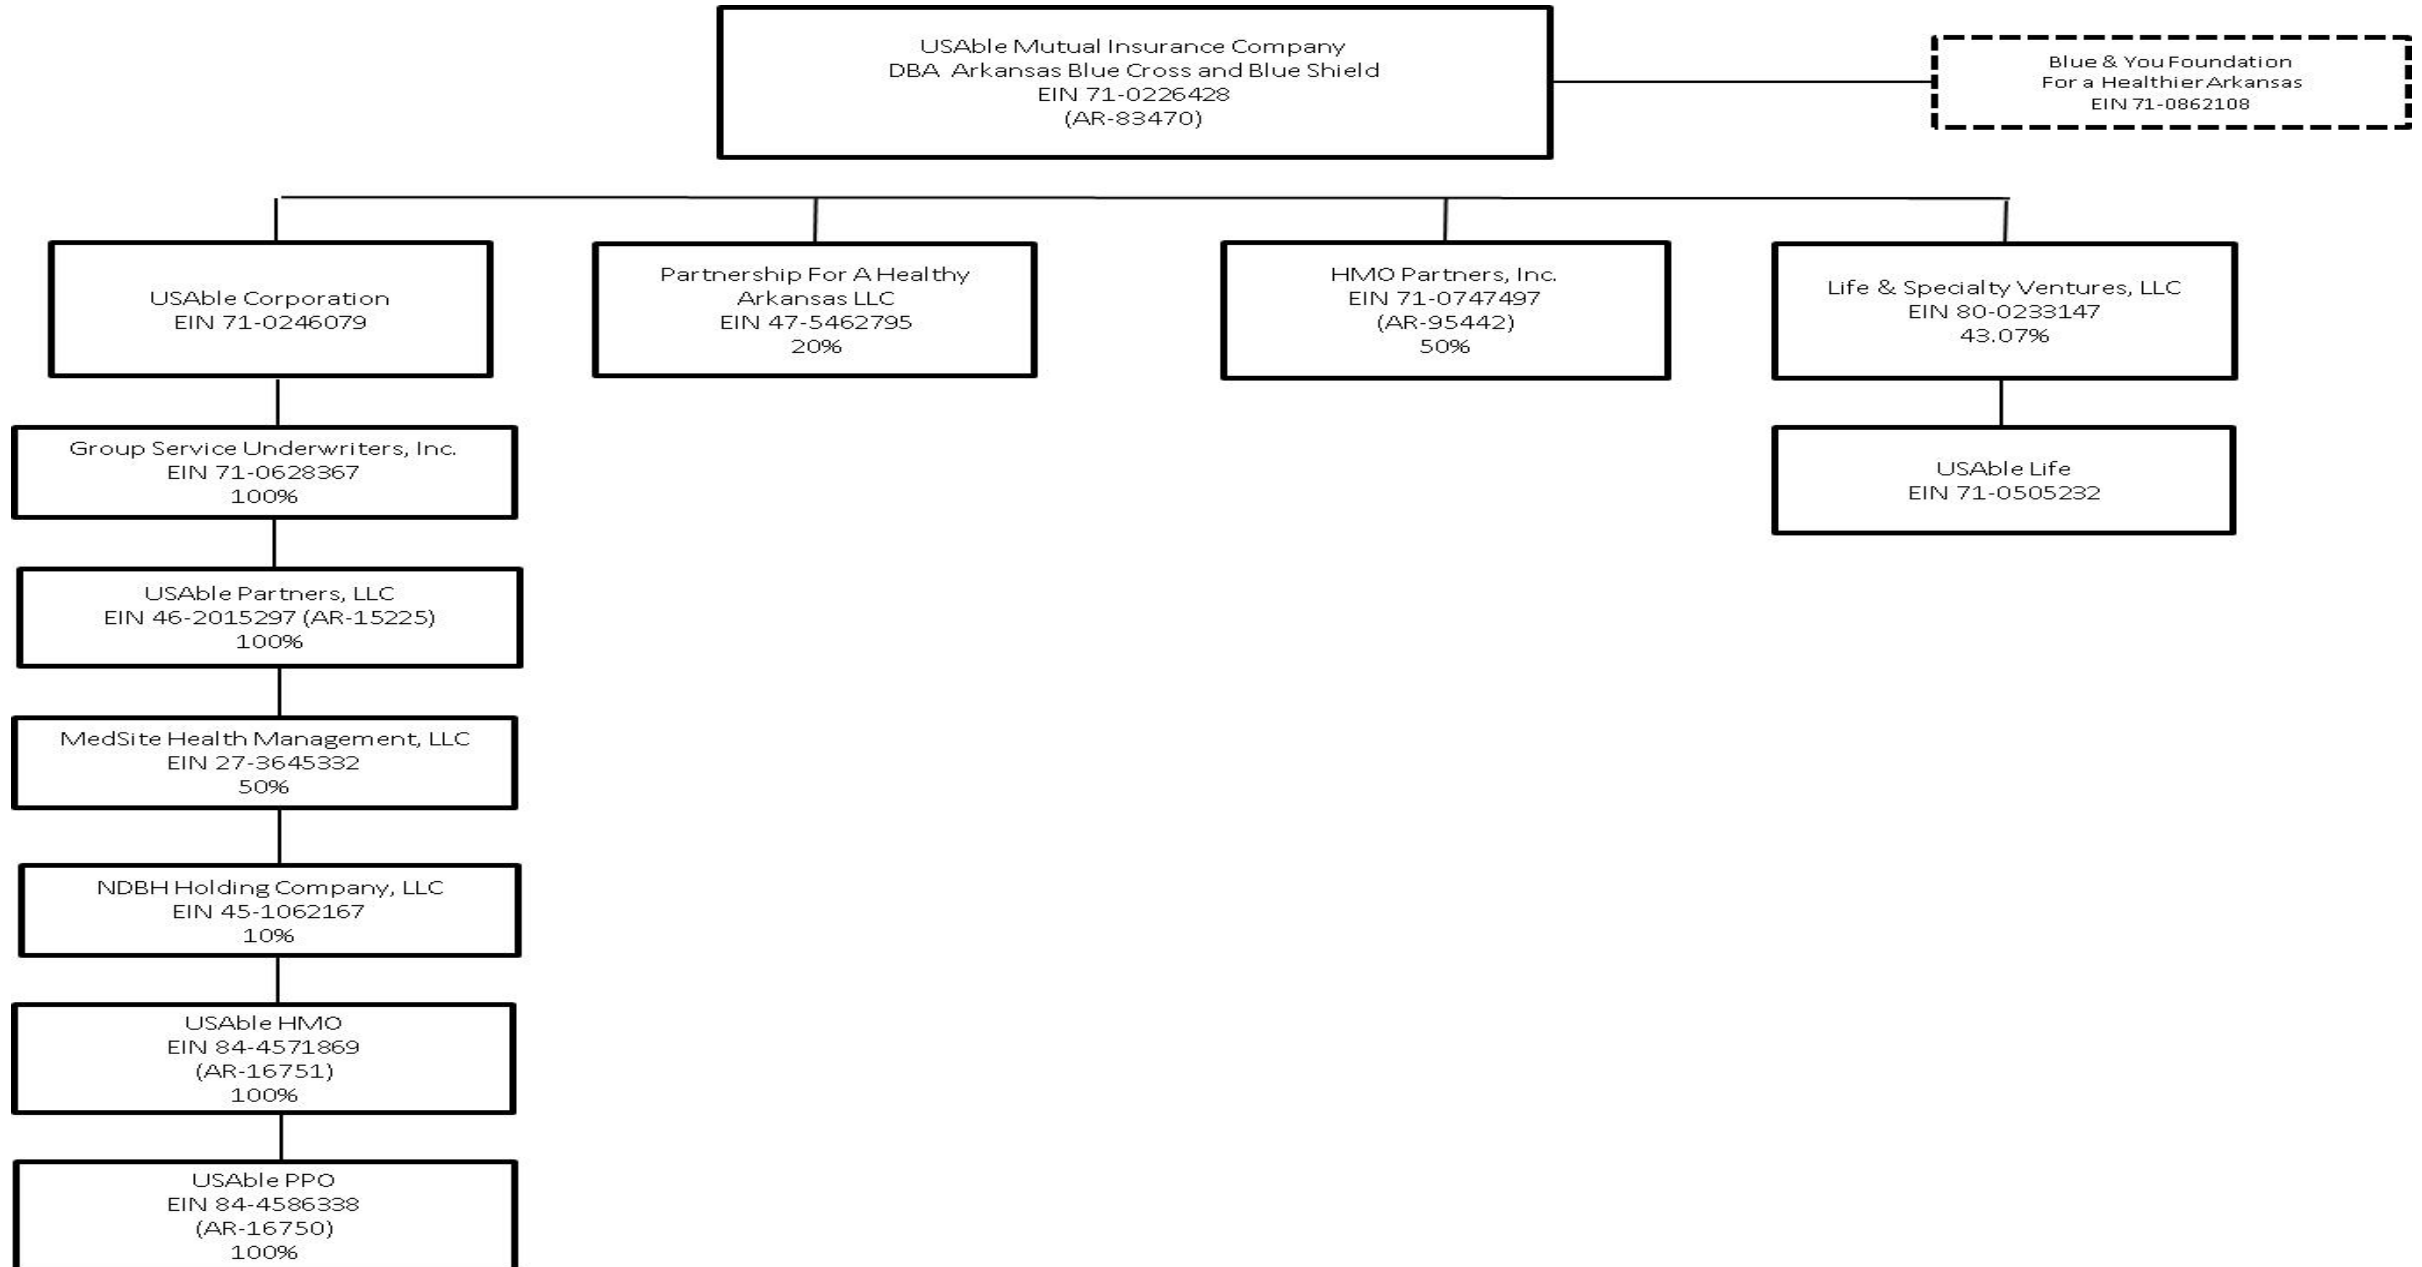 USAble Mutual Insurance Company
DBA Arkansas Blue Cross and Blue Shield
EIN 71-0226428
(AR-83470)
Blue & You Foundation
For a Healthier Arkansas
EIN 71-0862108
USAble Corporation
EIN 71-0246079
Partnership For A Healthy
Arkansas LLC
EIN 47-5462795
20%
HMO Partners, Inc.
EIN 71-0747497
(AR-95442)
50%
Life & Specialty Ventures, LLC
EIN 80-0233147
43.07%
Group Service Underwriters, Inc.
EIN 71-0628367
100%
USAble Life
EIN 71-0505232
USAble Partners, LLC
EIN 46-2015297 (AR-15225)
100%
MedSite Health Management, LLC
EIN 27-3645332
50%
NDBH Holding Company, LLC
EIN 45-1062167
10%
USAble HMO
EIN 84-4571869
(AR-16751)
100%
USAble PPO
EIN 84-4586338
(AR-16750)
100%